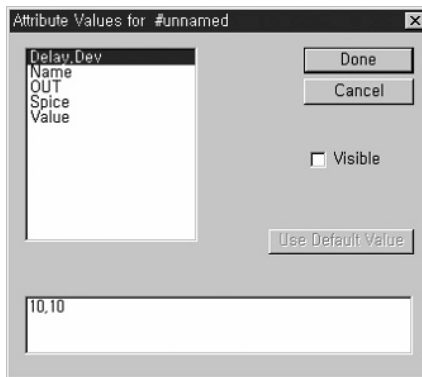 Attribute Values for #unnamed
Delay,Dev
Name
OUT
Spice
Value
Done
Cancel
Visible
Use Default Value
10,10